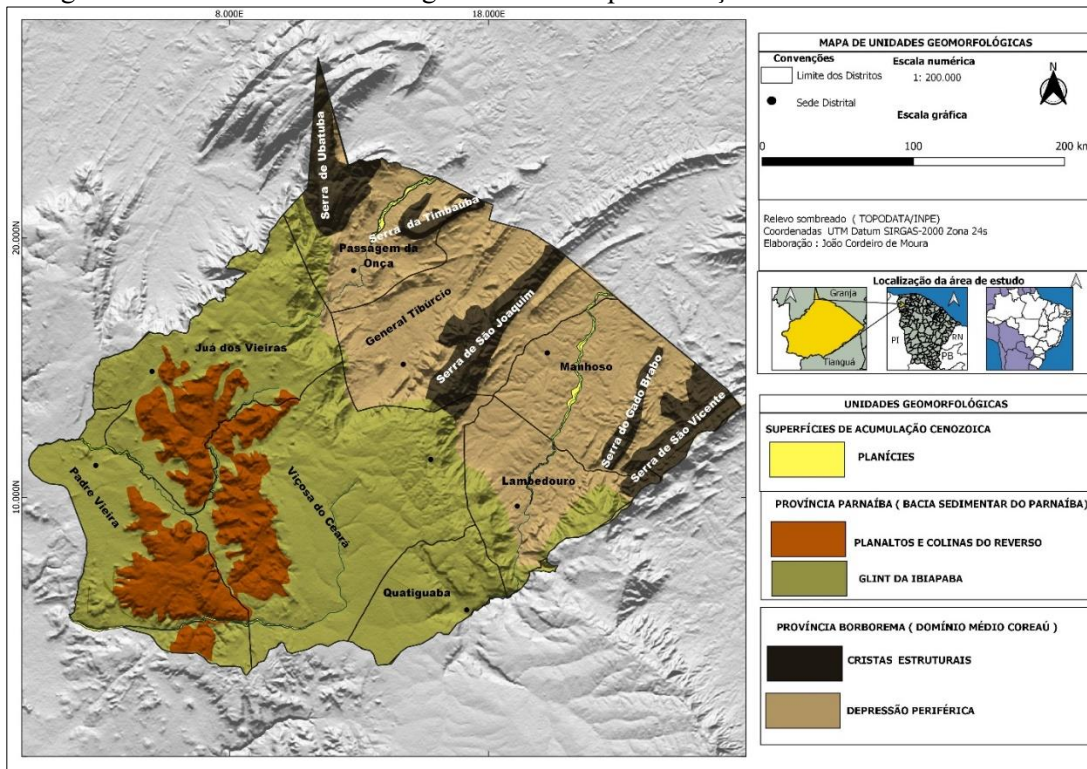 8.000E 18.000E
20.000N
10.000N
Serra de Ubatuba
Serra da Timbaúba
Passagem da
Onça
General Tibúrcio
Serra de São Joaquim
Juá dos Vieiras
Manhoso
Serra do Gado Brabo
Serra de São Vicente
Lambedouro
Padre Vieira
Viçosa do Ceará
Quatiguaba
MAPA DE UNIDADES GEOMORFOLÓGICAS
Convenções
Limite dos Distritos
Sede Distrital
Escala numérica
1: 200.000
Escala gráfica
N
0 100 200 km
Relevo sombreado ( TOPODATA/INPE)
Coordenadas UTM Datum SIRGAS-2000 Zona 24s
Elaboração : João Cordeiro de Moura
Localização da área de estudo
Granja
Tianguá
PI
RN
PB
UNIDADES GEOMORFOLÓGICAS
SUPERFÍCIES DE ACUMULAÇÃO CENOZOICA
PLANÍCIES
PROVÍNCIA PARNAÍBA ( BACIA SEDIMENTAR DO PARNAÍBA)
PLANALTOS E COLINAS DO REVERSO
GLINT DA IBIAPABA
PROVÍNCIA BORBOREMA ( DOMÍNIO MÉDIO COREAÚ )
CRISTAS ESTRUTURAIS
DEPRESSÃO PERIFÉRICA